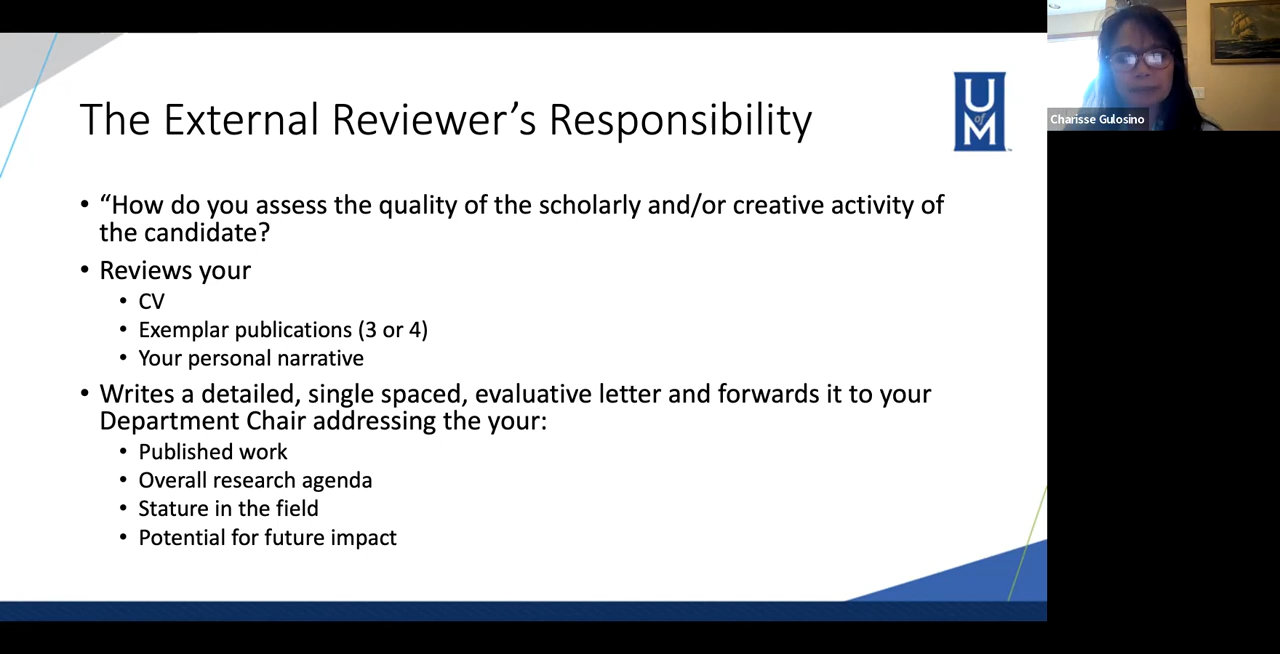 The External Reviewer’s Responsibility
U
of
M
™
Charisse Gulosino
• “How do you assess the quality of the scholarly and/or creative activity of
the candidate?
• Reviews your
• CV
• Exemplar publications (3 or 4)
• Your personal narrative
• Writes a detailed, single spaced, evaluative letter and forwards it to your
Department Chair addressing the your:
• Published work
• Overall research agenda
• Stature in the field
• Potential for future impact